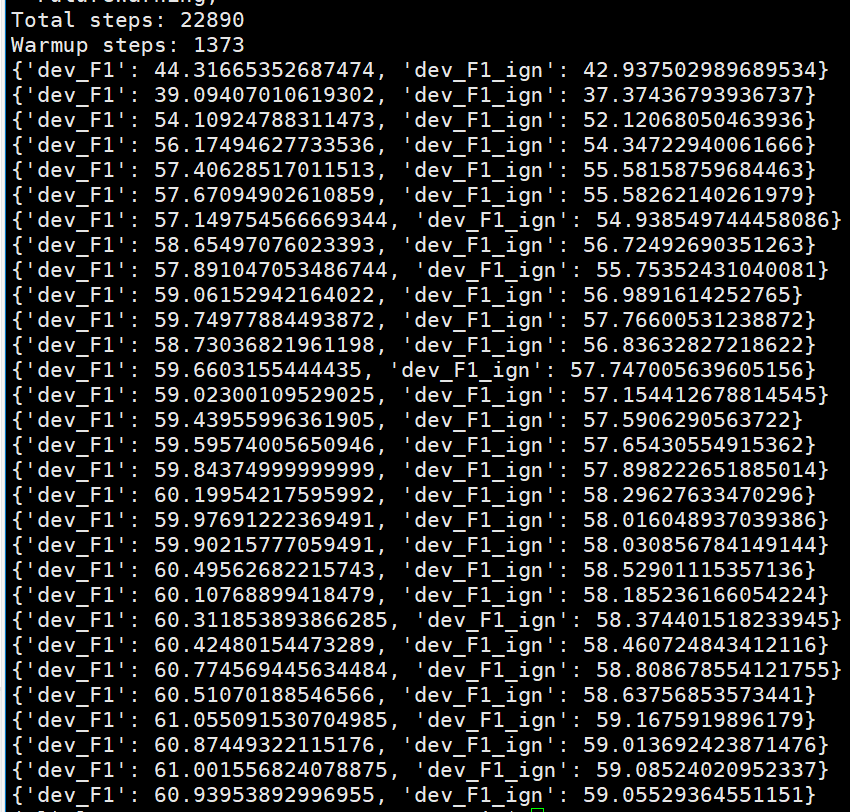 Total steps: 22890
Warmup steps: 1373
{'dev_F1': 44.31665352687474, 'dev_F1_ign': 42.937502989689534}
{'dev_F1': 39.09407010619302, 'dev_F1_ign': 37.37436793936737}
{'dev_F1': 54.10924788311473, 'dev_F1_ign': 52.12068050463936}
{'dev_F1': 56.17494627733536, 'dev_F1_ign': 54.34722940061666}
{'dev_F1': 57.40628517011513, 'dev_F1_ign': 55.58158759684463}
{'dev_F1': 57.67094902610859, 'dev_F1_ign': 55.58262140261979}
{'dev_F1': 57.149754566669344, 'dev_F1_ign': 54.938549744458086}
{'dev_F1': 58.65497076023393, 'dev_F1_ign': 56.72492690351263}
{'dev_F1': 57.891047053486744, 'dev_F1_ign': 55.75352431040081}
{'dev_F1': 59.06152942164022, 'dev_F1_ign': 56.9891614252765}
{'dev_F1': 59.74977884493872, 'dev_F1_ign': 57.76600531238872}
{'dev_F1': 58.73036821961198, 'dev_F1_ign': 56.83632827218622}
{'dev_F1': 59.6603155444435, 'dev_F1_ign': 57.747005639605156}
{'dev_F1': 59.02300109529025, 'dev_F1_ign': 57.154412678814545}
{'dev_F1': 59.43955996361905, 'dev_F1_ign': 57.5906290563722}
{'dev_F1': 59.59574005650946, 'dev_F1_ign': 57.65430554915362}
{'dev_F1': 59.84374999999999, 'dev_F1_ign': 57.898222651885014}
{'dev_F1': 60.19954217595992, 'dev_F1_ign': 58.29627633470296}
{'dev_F1': 59.97691222369491, 'dev_F1_ign': 58.016048937039386}
{'dev_F1': 59.90215777059491, 'dev_F1_ign': 58.030856784149144}
{'dev_F1': 60.49562682215743, 'dev_F1_ign': 58.52901115357136}
{'dev_F1': 60.10768899418479, 'dev_F1_ign': 58.185236166054224}
{'dev_F1': 60.311853893866285, 'dev_F1_ign': 58.374401518233945}
{'dev_F1': 60.42480154473289, 'dev_F1_ign': 58.460724843412116}
{'dev_F1': 60.774569445634484, 'dev_F1_ign': 58.808678554121755}
{'dev_F1': 60.51070188546566, 'dev_F1_ign': 58.63756853573441}
{'dev_F1': 61.055091530704985, 'dev_F1_ign': 59.1675919896179}
{'dev_F1': 60.87449322115176, 'dev_F1_ign': 59.013692423871476}
{'dev_F1': 61.001556824078875, 'dev_F1_ign': 59.08524020952337}
{'dev_F1': 60.93953892996955, 'dev_F1_ign': 59.05529364551151}